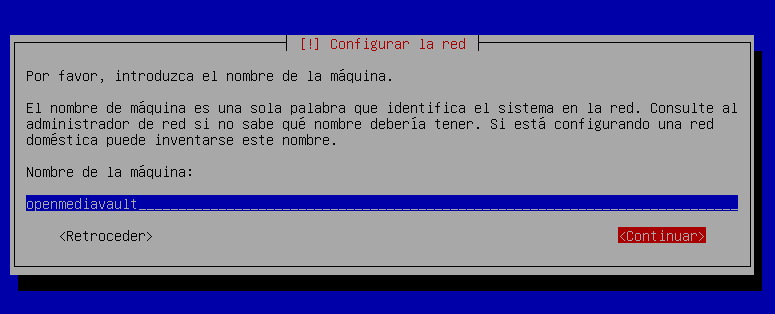 [!] Configurar la red
Por favor, introduzca el nombre de la máquina.
El nombre de máquina es una sola palabra que identifica el sistema en la red. Consulte al
administrador de red si no sabe qué nombre debería tener. Si está configurando una red
doméstica puede inventarse este nombre.
Nombre de la máquina:
openmediavault
<Retroceder> <Continuar>